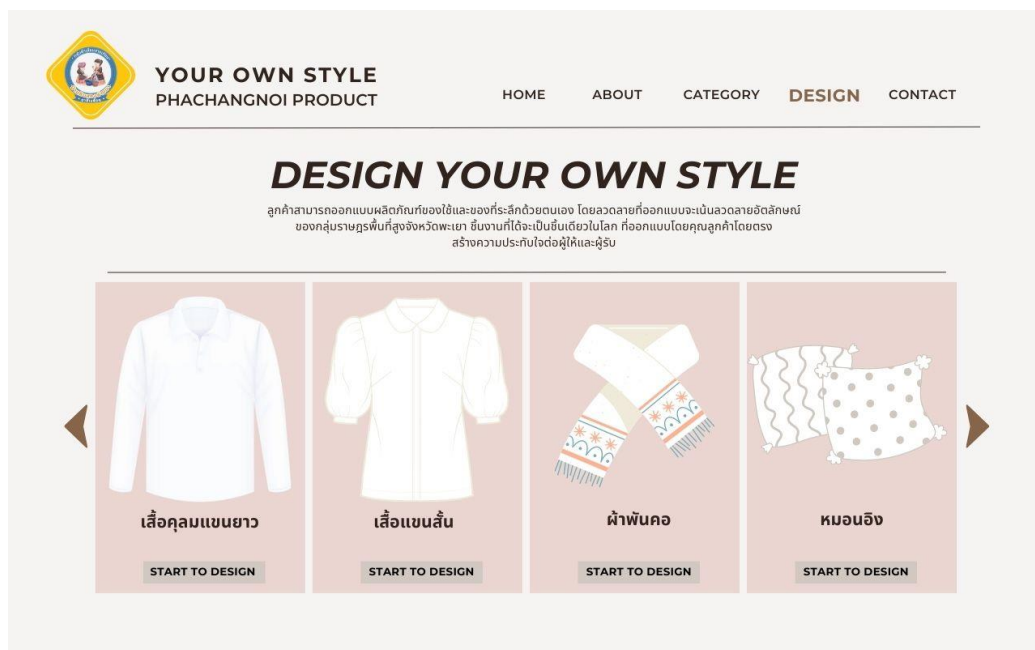 YOUR OWN STYLE
PHACHANGNOI PRODUCT
HOME ABOUT CATEGORY DESIGN CONTACT
DESIGN YOUR OWN STYLE
ลูกค้าสามารถออกแบบผลิตภัณฑ์ของใช้และของที่ระลึกด้วยตนเอง โดยลวดลายที่ออกแบบจะเน้นลวดลายอัตลักษณ์
ของกลุ่มราษฎรพื้นที่สูงจังหวัดพะเยา ชิ้นงานที่ได้จะเป็นชิ้นเดียวในโลก ที่ออกแบบโดยคุณลูกค้าโดยตรง
สร้างความประทับใจต่อผู้ให้และผู้รับ
เสื้อคุลมแขนยาว
เสื้อแขนสั้น
ผ้าพันคอ
หมอนอิง
START TO DESIGN
START TO DESIGN
START TO DESIGN
START TO DESIGN